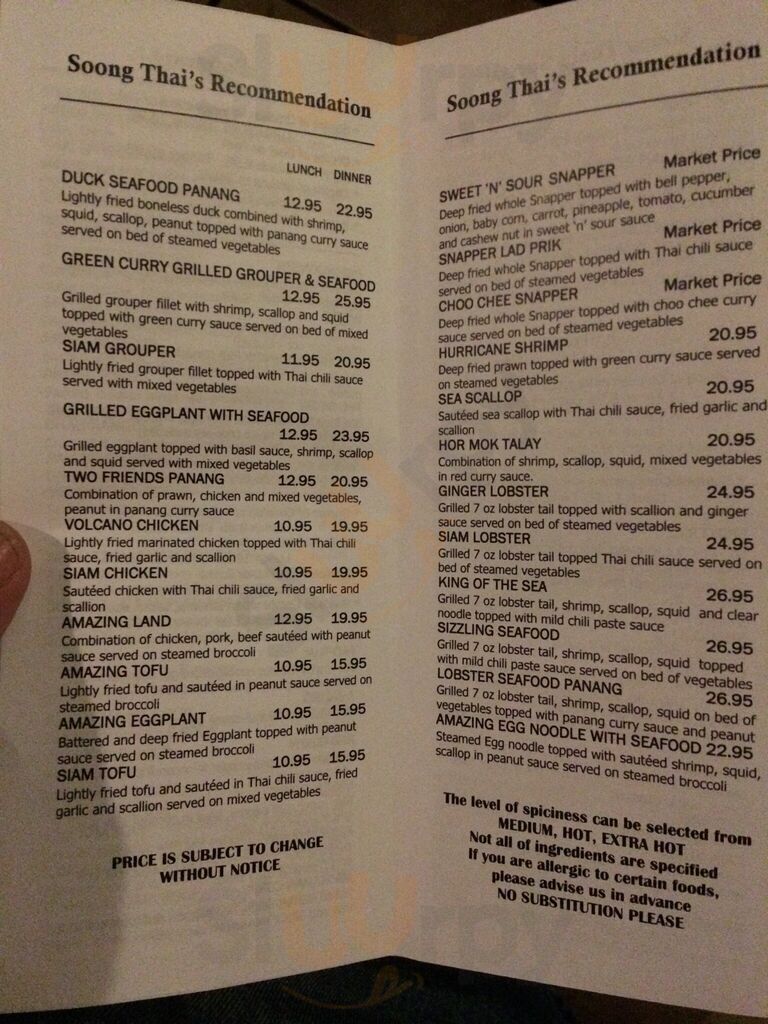 Soong Thai's Recommendation
LUNCH DINNER
DUCK SEAFOOD PANANG 12.95 22.95
Lightly fried boneless duck combined with shrimp,
squid, scallop, peanut topped with panang curry sauce
served on bed of steamed vegetables
GREEN CURRY GRILLED GROUPER & SEAFOOD
12.95 25.95
Grilled grouper fillet with shrimp, scallop and squid
topped with green curry sauce served on bed of mixed
vegetables
SIAM GROUPER 11.95 20.95
Lightly fried grouper fillet topped with Thai chili sauce
served with mixed vegetables
GRILLED EGGPLANT WITH SEAFOOD
12.95 23.95
Grilled eggplant topped with basil sauce, shrimp, scallop
and squid served with mixed vegetables
TWO FRIENDS PANANG 12.95 20.95
Combination of prawn, chicken and mixed vegetables,
peanut in panang curry sauce
VOLCANO CHICKEN 10.95 19.95
Lightly fried marinated chicken topped with Thai chili
sauce, fried garlic and scallion
SIAM CHICKEN 10.95 19.95
Sautéed chicken with Thai chili sauce, fried garlic and
scallion
AMAZING LAND 12.95 19.95
Combination of chicken, pork, beef sautéed with peanut
sauce served on steamed broccoli
AMAZING TOFU 10.95 15.95
Lightly fried tofu and sautéed in peanut sauce served on
steamed broccoli
AMAZING EGGPLANT 10.95 15.95
Battered and deep fried Eggplant topped with peanut
sauce served on steamed broccoli
SIAM TOFU 10.95 15.95
Lightly fried tofu and sautéed in Thai chili sauce, fried
garlic and scallion served on mixed vegetables
PRICE IS SUBJECT TO CHANGE
WITHOUT NOTICE
Soong Thai's Recommendation
SWEET 'N' SOUR SNAPPER Market Price
Deep fried whole Snapper topped with bell pepper,
onion, baby corn, carrot, pineapple, tomato, cucumber
and cashew nut in sweet 'n' sour sauce
SNAPPER LAD PRIK Market Price
Deep fried whole Snapper topped with Thai chili sauce
served on bed of steamed vegetables
CHOO CHEE SNAPPER Market Price
Deep fried whole Snapper topped with choo chee curry
sauce served on bed of steamed vegetables
HURRICANE SHRIMP 20.95
Deep fried prawn topped with green curry sauce served
on steamed vegetables
SEA SCALLOP 20.95
Sautéed sea scallop with Thai chili sauce, fried garlic and
scallion
HOR MOK TALAY 20.95
Combination of shrimp, scallop, squid, mixed vegetables
in red curry sauce.
GINGER LOBSTER 24.95
Grilled 7 oz lobster tail topped with scallion and ginger
sauce served on bed of steamed vegetables
SIAM LOBSTER 24.95
Grilled 7 oz lobster tail topped Thai chili sauce served on
bed of steamed vegetables
KING OF THE SEA 26.95
Grilled 7 oz lobster tail, shrimp, scallop, squid and clear
noodle topped with mild chili paste sauce
SIZZLING SEAFOOD 26.95
Grilled 7 oz lobster tail, shrimp, scallop, squid topped
with mild chili paste sauce served on bed of vegetables
LOBSTER SEAFOOD PANANG 26.95
Grilled 7 oz lobster tail, shrimp, scallop, squid on bed of
vegetables topped with panang curry sauce and peanut
AMAZING EGG NOODLE WITH SEAFOOD 22.95
Steamed Egg noodle topped with sautéed shrimp, squid,
scallop in peanut sauce served on steamed broccoli
The level of spiciness can be selected from
MEDIUM, HOT, EXTRA HOT
Not all of ingredients are specified
If you are allergic to certain foods,
please advise us in advance
NO SUBSTITUTION PLEASE